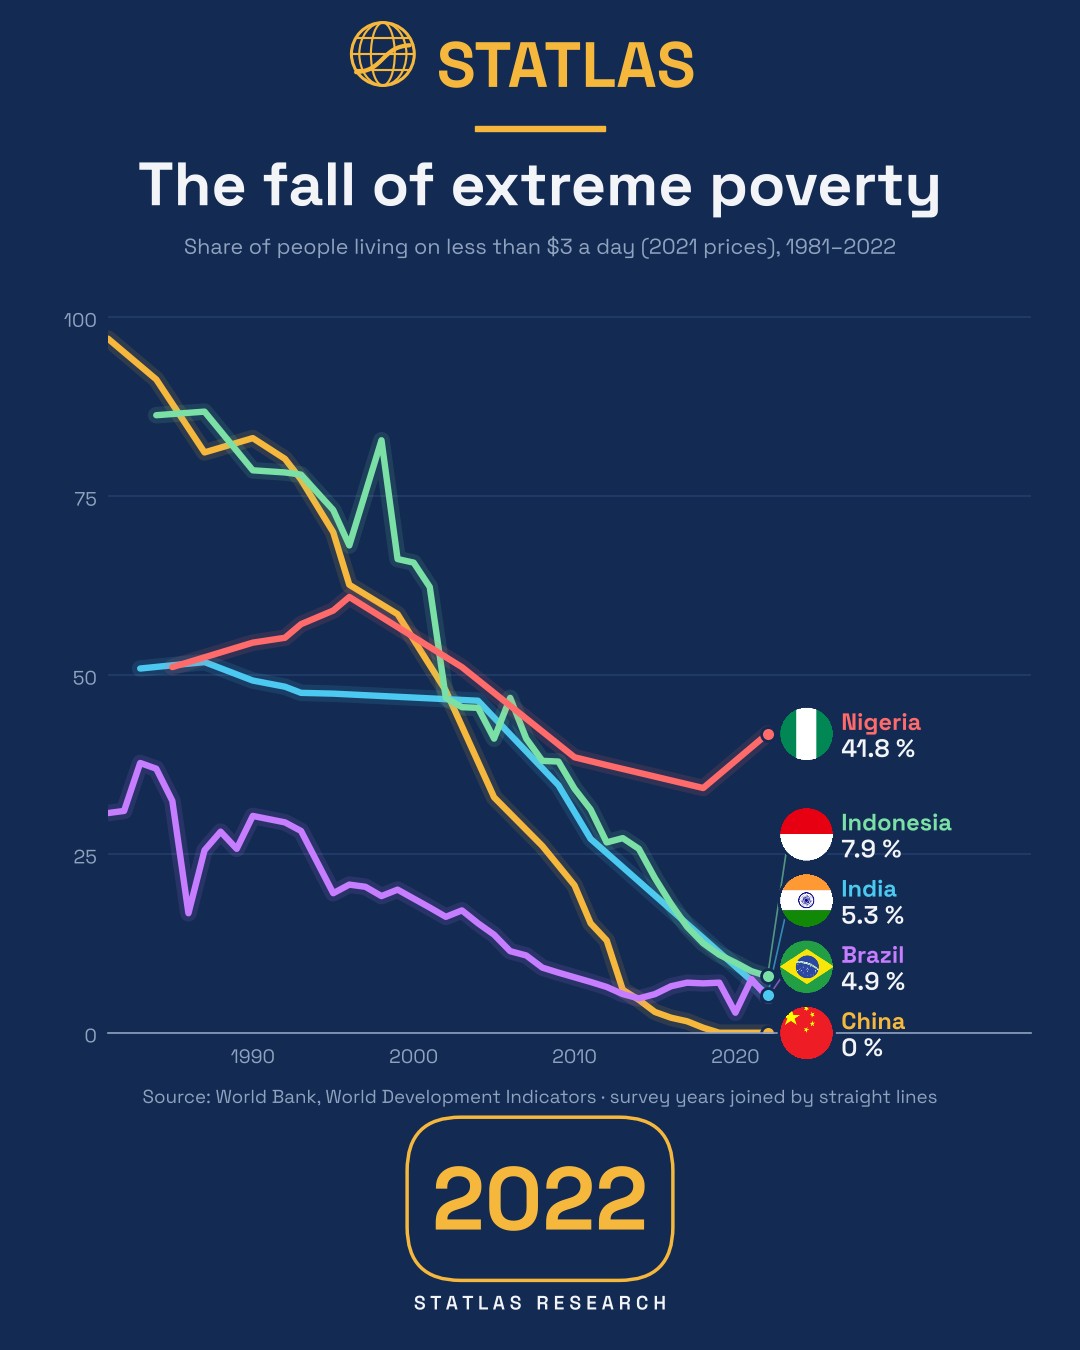 STATLAS
The fall of extreme poverty
Share of people living on less than $3 a day (2021 prices), 1981–2022
100
75
50
25
0
Nigeria
41.8 %
Indonesia
7.9 %
India
5.3 %
Brazil
4.9 %
China
0 %
1990 2000 2010 2020
Source: World Bank, World Development Indicators · survey years joined by straight lines
2022
STATLAS RESEARCH